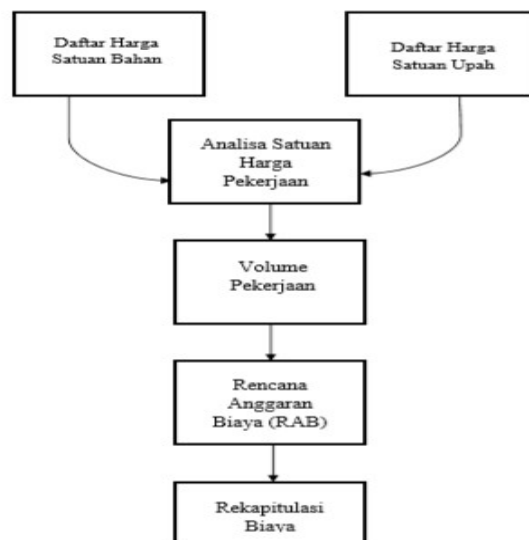 Daftar Harga
Satuan Bahan
Daftar Harga
Satuan Upah
Analisa Satuan
Harga
Pekerjaan
Volume
Pekerjaan
Rencana
Anggaran
Biaya (RAB)
Rekapitulasi
Biaya